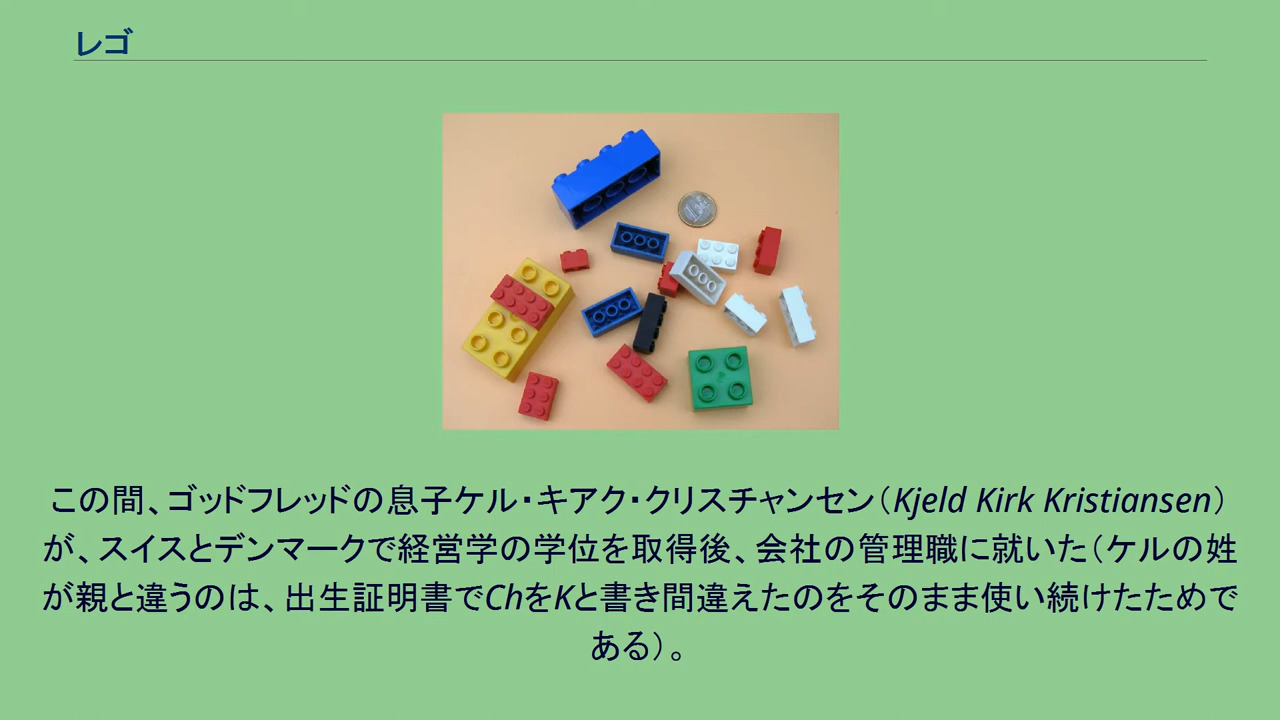 レゴ
この間、ゴッドフレッドの息子ケル・キアク・クリスチャンセン（Kjeld Kirk Kristiansen）
が、スイスとデンマークで経営学の学位を取得後、会社の管理職に就いた（ケルの姓
が親と違うのは、出生証明書でChをKと書き間違えたのをそのまま使い続けたためで
ある）。